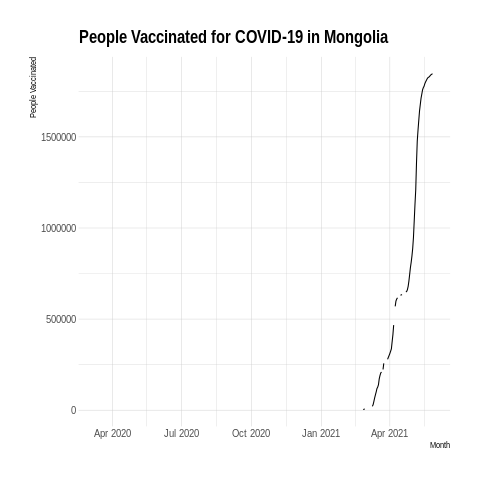 People Vaccinated for COVID-19 in Mongolia
People Vaccinated
1500000
1000000
500000
0
Apr 2020 Jul 2020 Oct 2020 Jan 2021 Apr 2021
Month